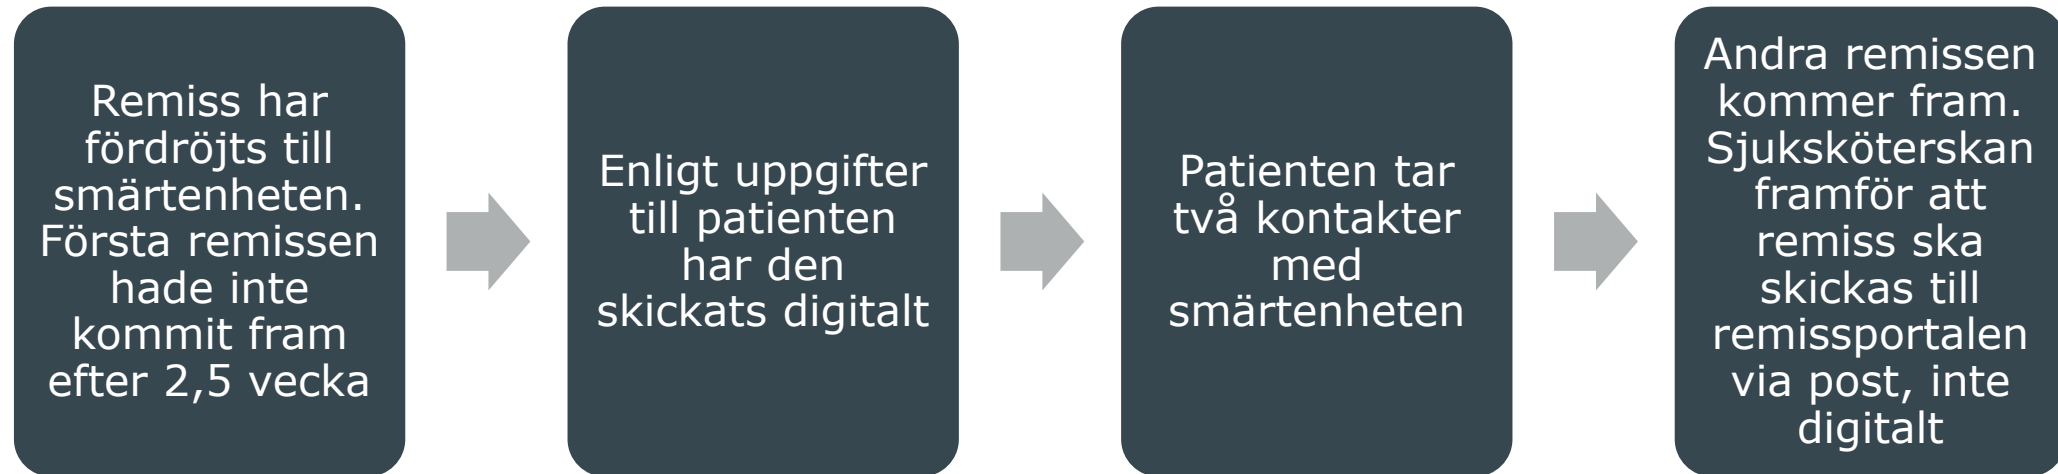 Remiss har
fördröjts till
smärtenheten.
Första remissen
hade inte
kommit fram
efter 2,5 vecka
Enligt uppgifter
till patienten
har den
skickats digitalt
Patienten tar
två kontakter
med
smärtenheten
Andra remissen
kommer fram.
Sjuksköterskan
framför att
remiss ska
skickas till
remissportalen
via post, inte
digitalt